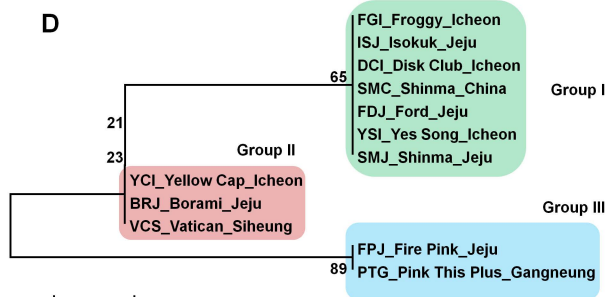 D
FGI_Froggy_Icheon
ISJ_Isokuk_Jeju
DCI_Disk Club_Icheon
65
SMC_Shinma_China
Group I
FDJ_Ford_Jeju
YSI_Yes Song_Icheon
SMJ_Shinma_Jeju
21
23
Group II
YCI_Yellow Cap_Icheon
BRJ_Borami_Jeju
VCS_Vatican_Siheung
Group III
FPJ_Fire Pink_Jeju
89
PTG_Pink This Plus_Gangneung